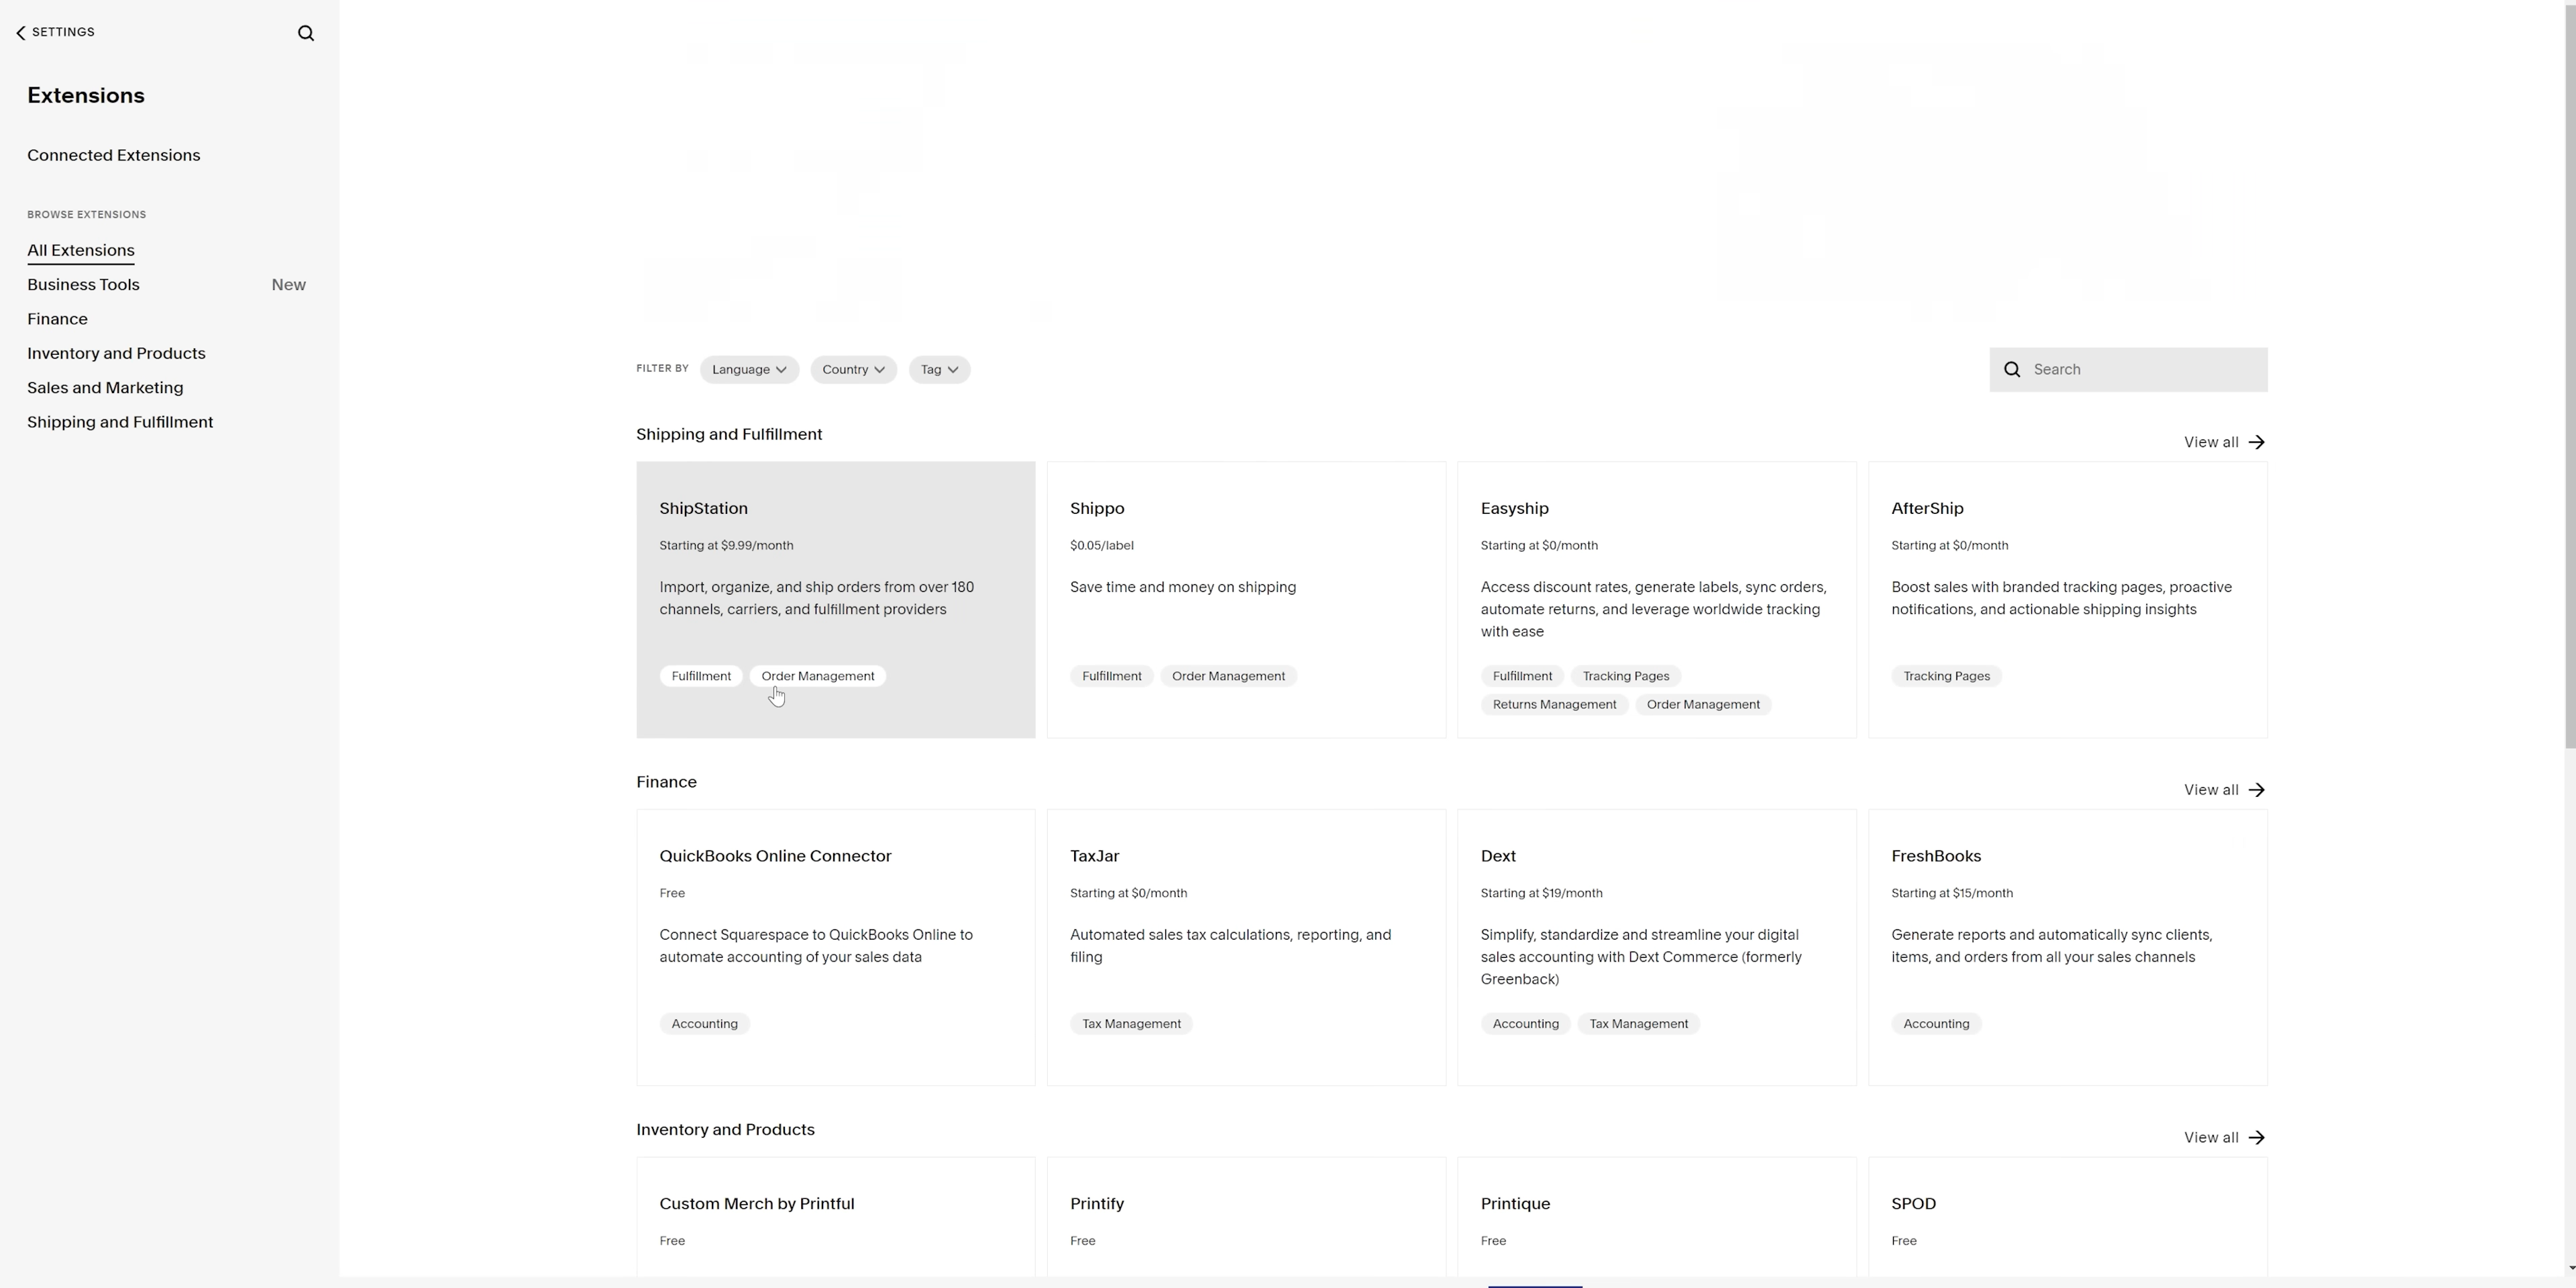 SETTINGS
Extensions
Connected Extensions
BROWSE EXTENSIONS
All Extensions
Business Tools New
Finance
Inventory and Products
Sales and Marketing
Shipping and Fulfillment
FILTER BY Language Country Tag
Search
Shipping and Fulfillment
View all
ShipStation
Starting at $9.99/month
Import, organize, and ship orders from over 180
channels, carriers, and fulfillment providers
Fulfillment Order Management
Shippo
$0.05/label
Save time and money on shipping
Fulfillment Order Management
Easyship
Starting at $0/month
Access discount rates, generate labels, sync orders,
automate returns, and leverage worldwide tracking
with ease
Fulfillment Tracking Pages
Returns Management Order Management
AfterShip
Starting at $0/month
Boost sales with branded tracking pages, proactive
notifications, and actionable shipping insights
Tracking Pages
Finance
View all
QuickBooks Online Connector
Free
Connect Squarespace to QuickBooks Online to
automate accounting of your sales data
Accounting
TaxJar
Starting at $0/month
Automated sales tax calculations, reporting, and
filing
Tax Management
Dext
Starting at $19/month
Simplify, standardize and streamline your digital
sales accounting with Dext Commerce (formerly
Greenback)
Accounting Tax Management
FreshBooks
Starting at $15/month
Generate reports and automatically sync clients,
items, and orders from all your sales channels
Accounting
Inventory and Products
View all
Custom Merch by Printful
Free
Printify
Free
Printique
Free
SPOD
Free